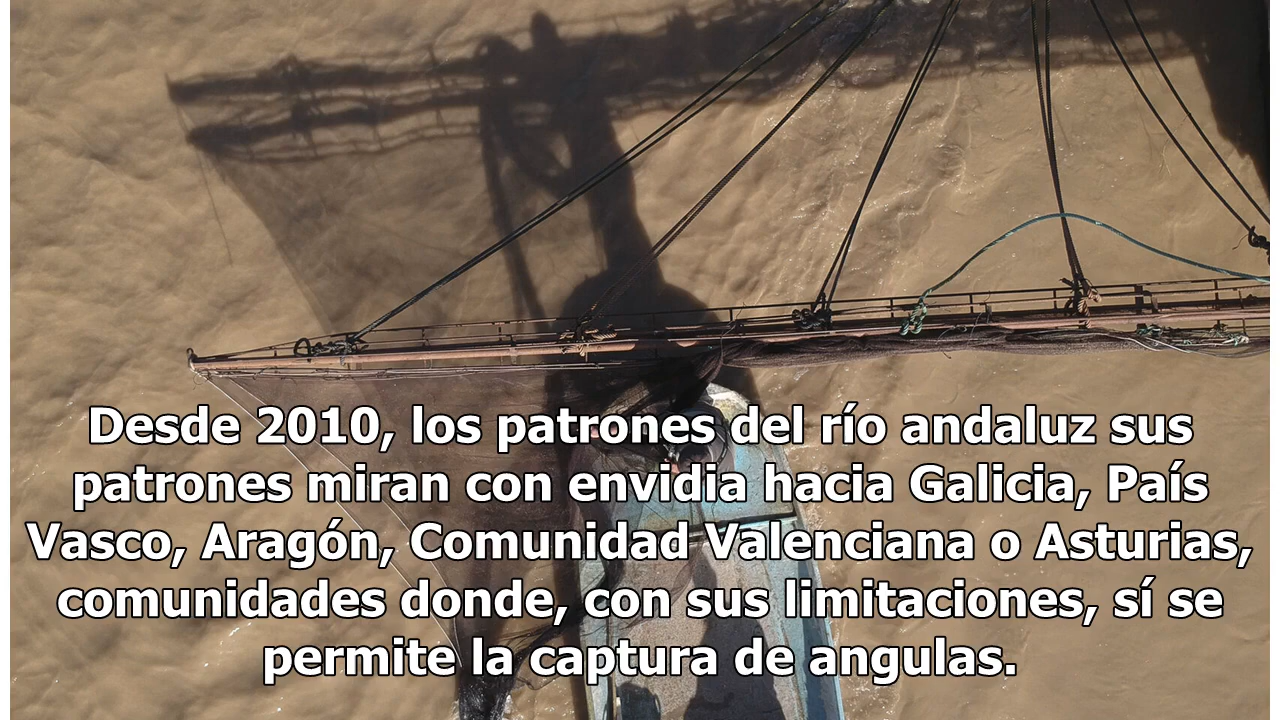 Desde 2010, los patrones del río andaluz sus
patrones miran con envidia hacia Galicia, País
Vasco, Aragón, Comunidad Valenciana o Asturias,
comunidades donde, con sus limitaciones, sí se
permite la captura de angulas.